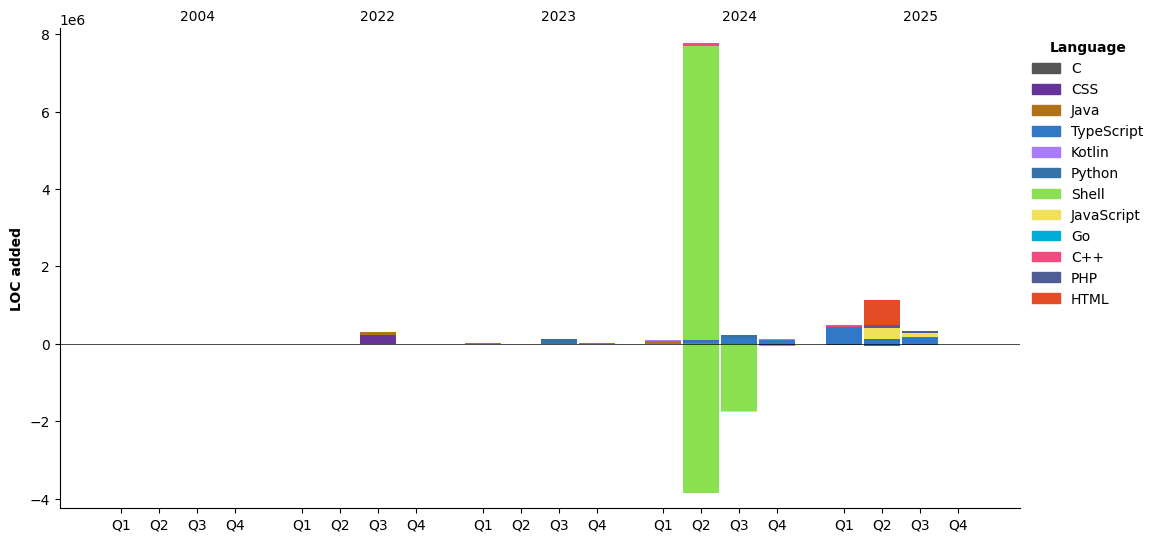 2004 2022 2023 2024 2025
1e6
8
6
4
2
0
−2
−4
LOC added
Q1 Q2 Q3 Q4 Q1 Q2 Q3 Q4 Q1 Q2 Q3 Q4 Q1 Q2 Q3 Q4 Q1 Q2 Q3 Q4
Language
C
CSS
Java
TypeScript
Kotlin
Python
Shell
JavaScript
Go
C++
PHP
HTML